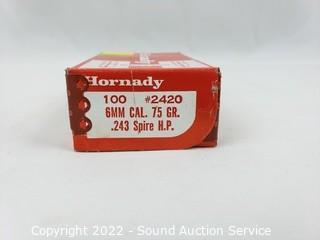 Hornady
100 #2420
6MM CAL. 75 GR.
.243 Spire H.P.
Copyright 2022 - Sound Auction Service